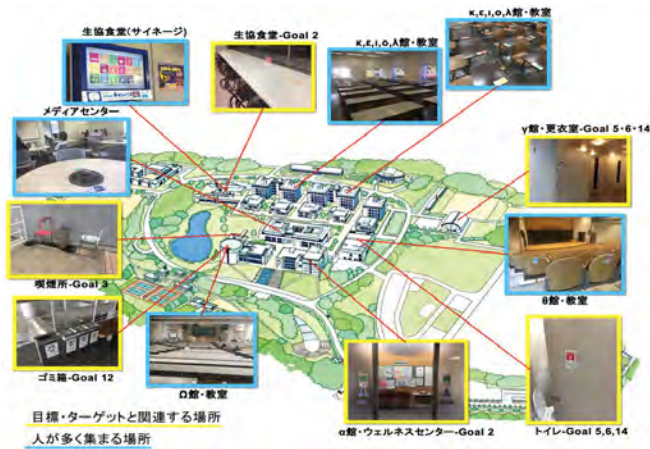 生協食堂(サイネージ)
生協食堂-Goal 2
κ,ε,ι,ο,λ館・教室
κ,ε,ι,ο,λ館・教室
メディアセンター
γ館・更衣室-Goal 5・6・14
喫煙所-Goal 3
θ館・教室
ゴミ箱-Goal 12
Ω館・教室
α館・ウェルネスセンター-Goal 2
トイレ-Goal 5,6,14
目標・ターゲットと関連する場所
人が多く集まる場所